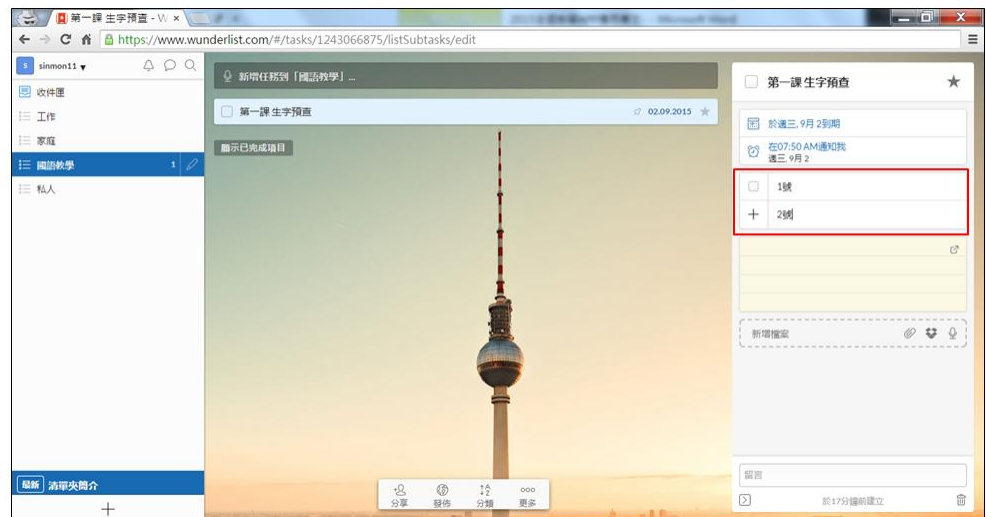 第一課 生字預查 - W
https://www.wunderlist.com/#/tasks/1243066875/listSubtasks/edit
sinmon11
收件匣
工作
家庭
國語教學 1
私人
最新 清單夾簡介
新增任務到「國語教學」...
第一課 生字預查 02.09.2015
顯示已完成項目
分享 發佈 分類 更多
第一課 生字預查
於週三, 9月 2到期
在07:50 AM通知我
週三, 9月 2
1號
2號
新增檔案
留言
於17分鐘前建立